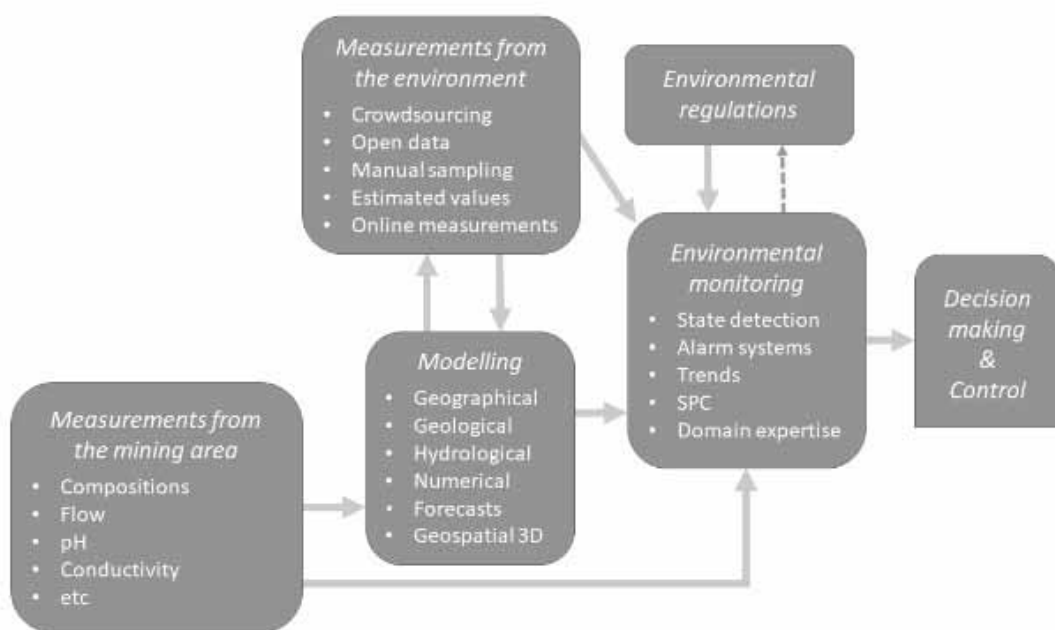 Measurements from
the environment
• Crowdsourcing
• Open data
• Manual sampling
• Estimated values
• Online measurements
Environmental
regulations
Environmental
monitoring
• State detection
• Alarm systems
• Trends
• SPC
• Domain expertise
Decision
making
&
Control
Modelling
• Geographical
• Geological
• Hydrological
• Numerical
• Forecasts
• Geospatial 3D
Measurements from
the mining area
• Compositions
• Flow
• pH
• Conductivity
• etc